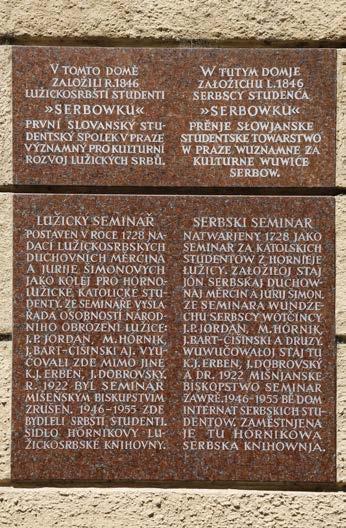 V TOMTO DOMĚ
ZALOŽILI R. 1846
LUŽICKOSRBŠTÍ STUDENTI
»SERBOWKU«
PRVNÍ SLOVANSKÝ STU-
DENTSKÝ SPOLEK V PRAZE
VÝZNAMNÝ PRO KULTURNÍ
ROZVOJ LUŽICKÝCH SRBŮ.
W TUTYM DOMJE
ZAŁOŽICHU L. 1846
SERBSCY STUDENĆA
»SERBOWKU«
PRĚNJE SŁOWJANSKE
STUDENTSKE TOWARSTWO
W PRAZE WUZNAMNE ZA
KULTURNE WUWIĆE
SERBOW.
LUŽICKÝ SEMINÁŘ
POSTAVEN V ROCE 1728 NA-
DACÍ LUŽICKOSRBSKÝCH
DUCHOVNÍCH MĚRĆINA
A JURIJE ŠIMONOVÝCH
JAKO KOLEJ PRO HORNO-
LUŽICKÉ KATOLICKÉ STU-
DENTY. ZE SEMINÁŘE VYŠLA
ŘADA OSOBNOSTÍ NÁROD-
NÍHO OBROZENÍ LUŽICE:
J.P. JORDAN, M. HÓRNIK,
J. BART-ĆIŠINSKI AJ. VYU-
ČOVALI ZDE MIMO JINÉ
K.J. ERBEN, J. DOBROVSKÝ
R. 1922 BYL SEMINÁŘ
MÍŠEŇSKÝM BISKUPSTVÍM
ZRUŠEN. 1946-1955 ZDE
BYDLELI SRBŠTÍ STUDENTI.
SÍDLO HÓRNIKOVY LU-
ŽICKOSRBSKÉ KNIHOVNY.
SERBSKI SEMINAR
NATWARJENY 1728 JAKO
SEMINAR ZA KATOLSKICH
STUDENTOW Z HORNJEJE
ŁUŽICY. ZAŁOŽIŁOJ STAJ
JÓN SERBSKAJ DUCHOW-
NAJ MĚRĆIN A JURIJ ŠIMON.
ZE SEMINARA WUŃDŹE-
CHU SERBSCY WÓTČINCY
J.P. JORDAN, M. HÓRNIK,
J. BART-ĆIŠINSKI A DRUZY.
WUWUČOWAŁOJ STAJ TU
K.J. ERBEN, J. DOBROVSKÝ
A DR. 1922 MIŠNJANSKE
BISKOPSTWO SEMINAR
ZAWRĚ. 1946-1955 BĚ DOM
INTERNAT SERBSKICH STU-
DENTOW. ZAMĚSTNJENA
JE TU HÓRNIKOWA
SERBSKA KNIHOWNJA.